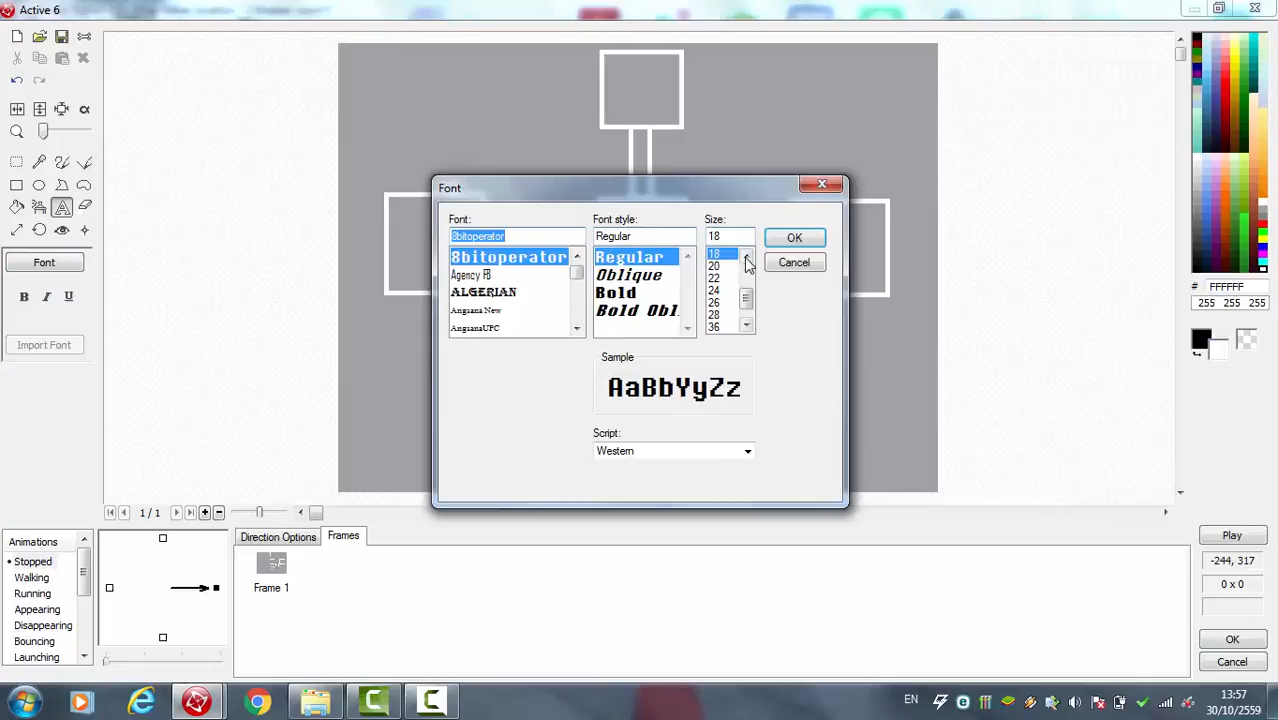 Active 6
Font
Font:
Font style:
Size:
8bitoperator
Regular
18
OK
Cancel
8bitoperator
Agency FB
ALGERIAN
Angsana New
AngsanaUPC
Regular
Oblique
Bold
Bold Obl
18
20
22
24
26
28
36
Sample
AaBbYyZz
Script:
Western
Font
B I U
Import Font
# FFFFFF
255 255 255
1 / 1
Animations
Stopped
Walking
Running
Appearing
Disappearing
Bouncing
Launching
Direction Options
Frames
Frame 1
Play
-244, 317
0 x 0
OK
Cancel
EN
13:57
30/10/2559